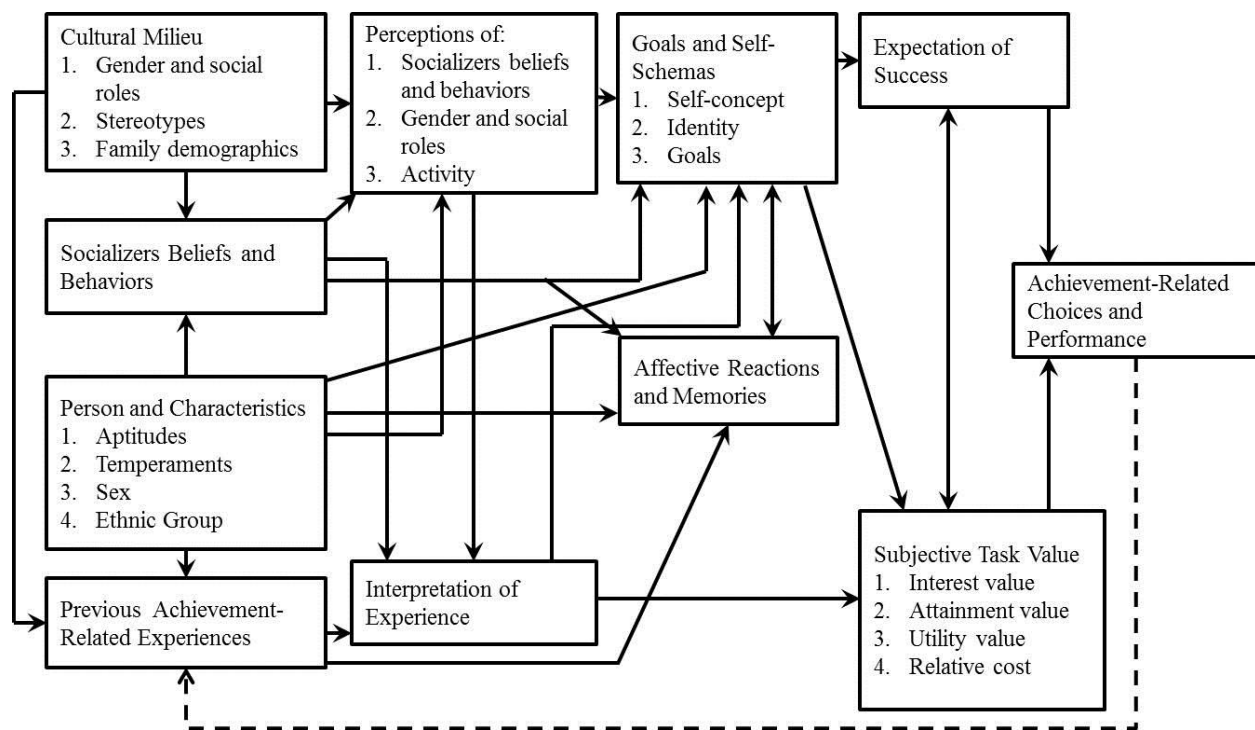 Cultural Milieu
1. Gender and social
roles
2. Stereotypes
3. Family demographics
Perceptions of:
1. Socializers beliefs
and behaviors
2. Gender and social
roles
3. Activity
Goals and Self-
Schemas
1. Self-concept
2. Identity
3. Goals
Expectation of
Success
Socializers Beliefs and
Behaviors
Achievement-Related
Choices and
Performance
Affective Reactions
and Memories
Person and Characteristics
1. Aptitudes
2. Temperaments
3. Sex
4. Ethnic Group
Previous Achievement-
Related Experiences
Interpretation of
Experience
Subjective Task Value
1. Interest value
2. Attainment value
3. Utility value
4. Relative cost